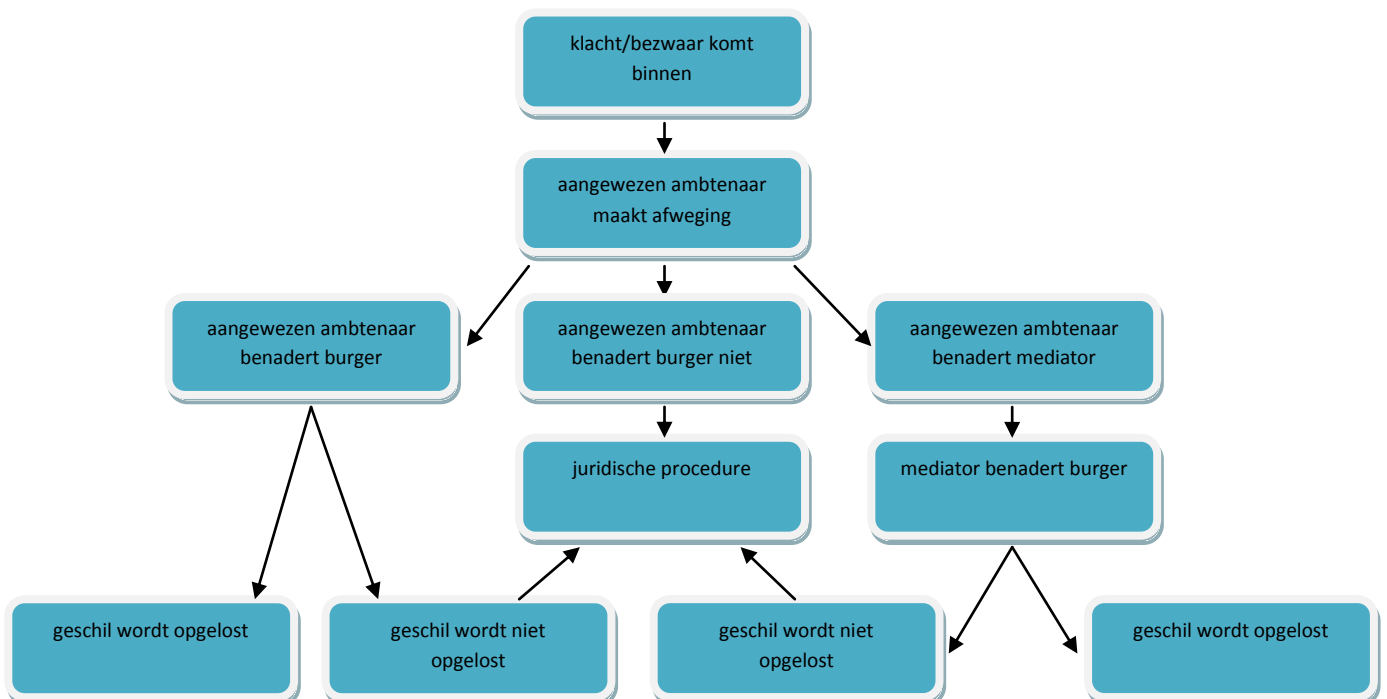 klacht/bezwaar komt
binnen
aangewezen ambtenaar
maakt afweging
aangewezen ambtenaar
benadert burger
aangewezen ambtenaar
benadert burger niet
aangewezen ambtenaar
benadert mediator
juridische procedure
mediator benadert burger
geschil wordt opgelost
geschil wordt niet
opgelost
geschil wordt niet
opgelost
geschil wordt opgelost